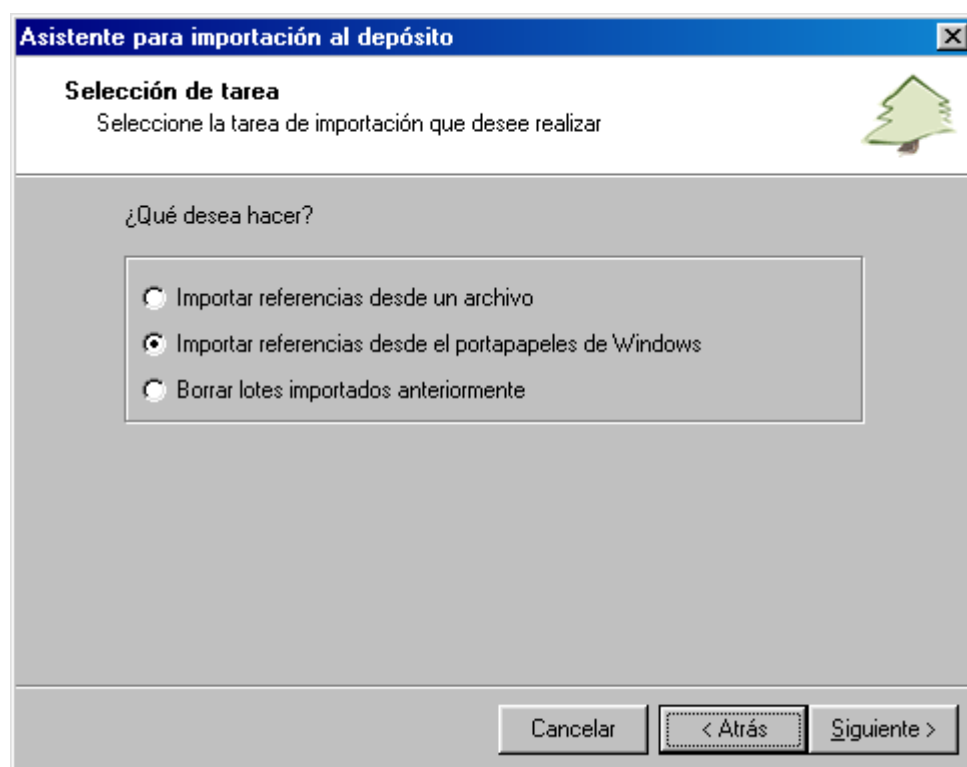 Asistente para importación al depósito
Selección de tarea
Seleccione la tarea de importación que desee realizar
¿Qué desea hacer?
Importar referencias desde un archivo
Importar referencias desde el portapapeles de Windows
Borrar lotes importados anteriormente
Cancelar
< Atrás
Siguiente >